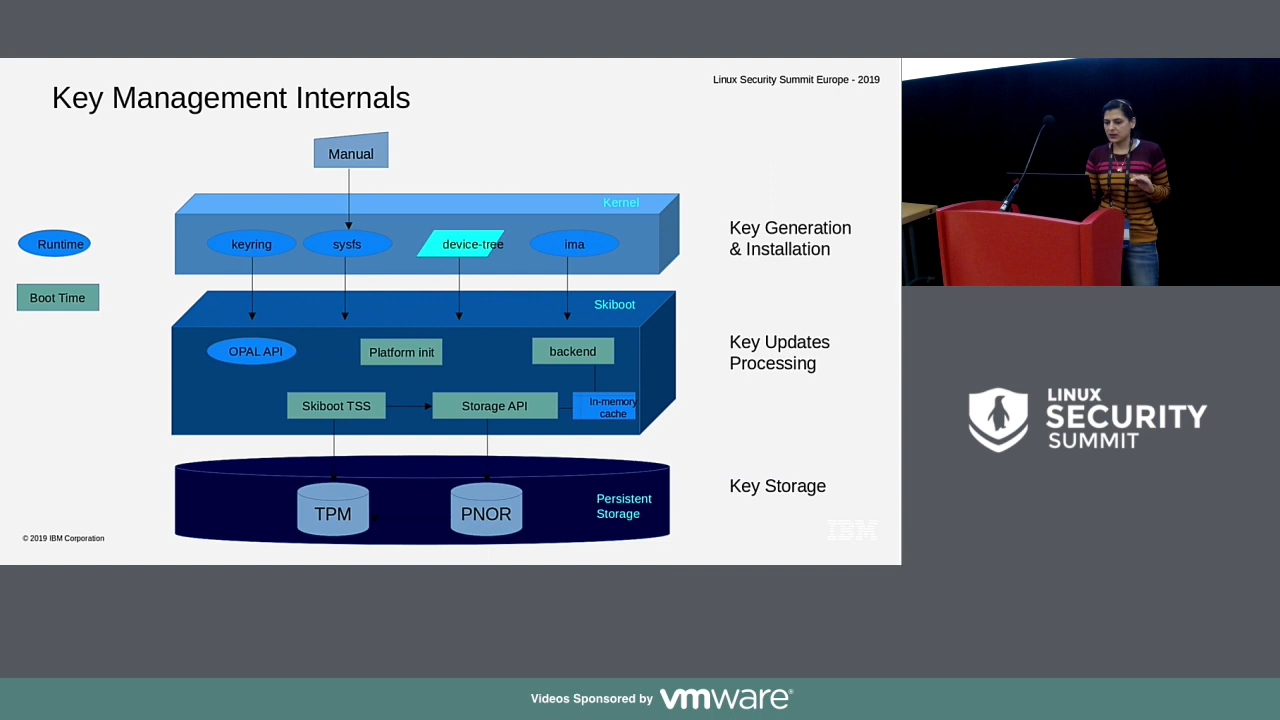 Linux Security Summit Europe - 2019
Key Management Internals
Manual
Kernel
Runtime
keyring
sysfs
device-tree
ima
Key Generation
& Installation
Boot Time
Skiboot
OPAL API
Platform init
backend
Key Updates
Processing
Skiboot TSS
Storage API
In-memory
cache
Persistent
Storage
TPM
PNOR
Key Storage
© 2019 IBM Corporation
IBM
LINUX
SECURITY
SUMMIT
Videos Sponsored by vmware®